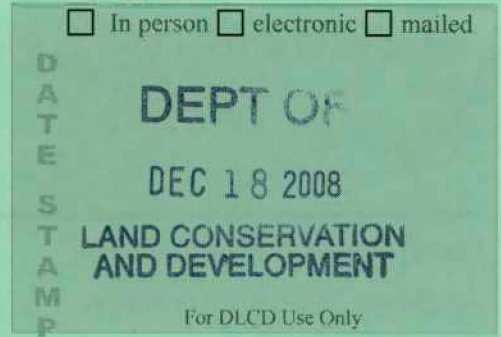 ☐ In person ☐ electronic ☐ mailed
DATE STAMP
DEPT OF
DEC 18 2008
LAND CONSERVATION
AND DEVELOPMENT
For DLCD Use Only